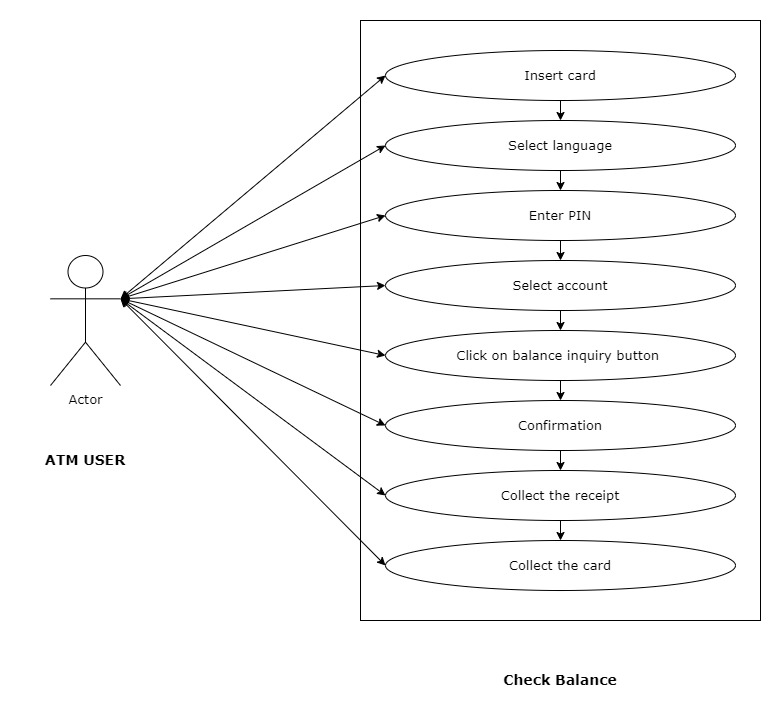 Insert card
Select language
Enter PIN
Select account
Click on balance inquiry button
Confirmation
Collect the receipt
Collect the card
Actor
ATM USER
Check Balance